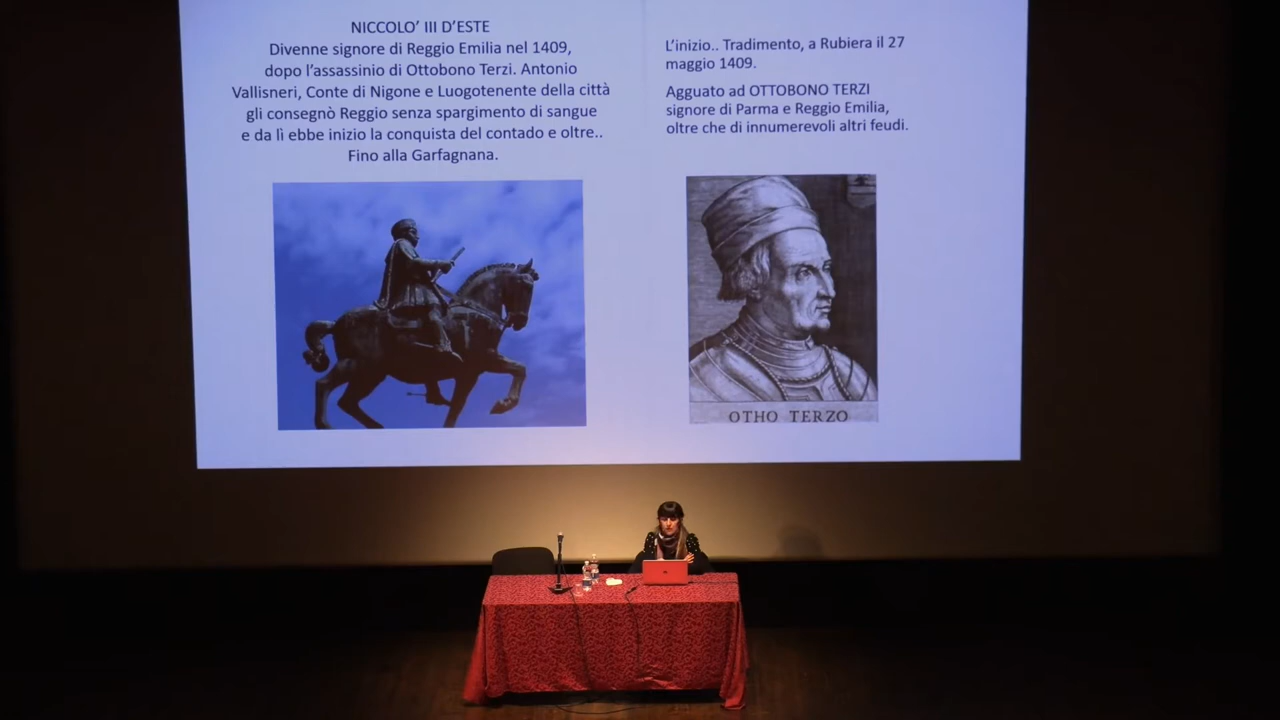 NICCOLO’ III D’ESTE
Divenne signore di Reggio Emilia nel 1409,
dopo l’assassinio di Ottobono Terzi. Antonio
Vallisneri, Conte di Nigone e Luogotenente della città
gli consegnò Reggio senza spargimento di sangue
e da lì ebbe inizio la conquista del contado e oltre..
Fino alla Garfagnana.
L’inizio.. Tradimento, a Rubiera il 27
maggio 1409.
Agguato ad OTTOBONO TERZI
signore di Parma e Reggio Emilia,
oltre che di innumerevoli altri feudi.
OTHO TERZO